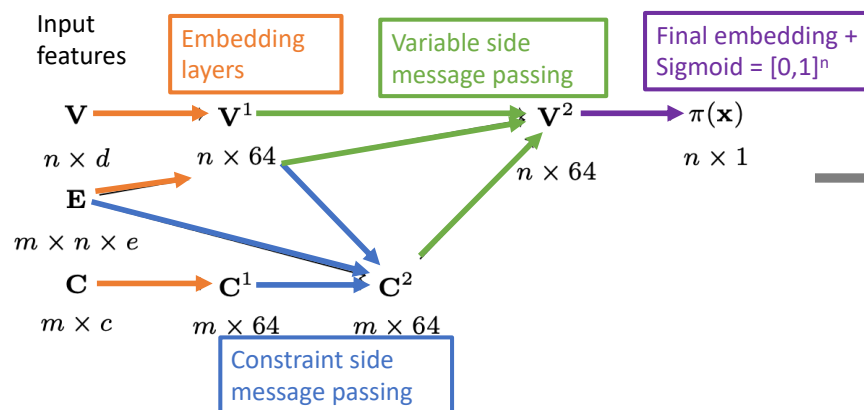 Input
features
Embedding
layers
Variable side
message passing
Final embedding +
Sigmoid = [0,1]ⁿ
V
V¹
V²
π(x)
n × d
n × 64
n × 64
n × 1
E
m × n × e
C
C¹
C²
m × c
m × 64
m × 64
Constraint side
message passing